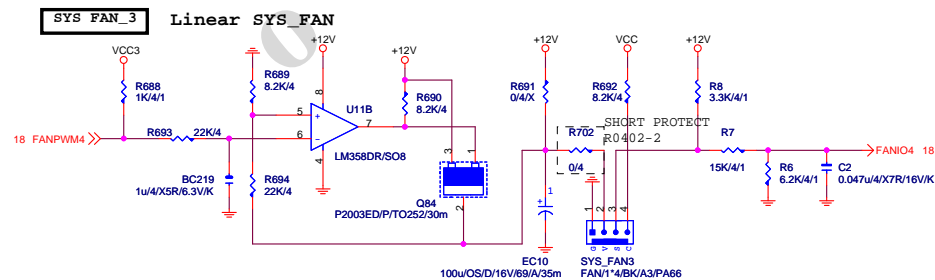 SYS FAN_3
Linear SYS_FAN
VCC3
R688
1K/4/1
18 FANPWM4
R693
22K/4
BC219
1u/4/X5R/6.3V/K
R689
8.2K/4
R694
22K/4
+12V
8
5
+
6
-
7
4
U11B
LM358DR/SO8
+12V
R690
8.2K/4
3
1
2
Q84
P2003ED/P/TO252/30m
+12V
R691
0/4/X
+
1
EC10
100u/OS/D/16V/69/A/35m
VCC
R692
8.2K/4
SHORT PROTECT
R0402-2
R702
0/4
1
2
3
4
G
V
S
C
SYS_FAN3
FAN/1*4/BK/A3/PA66
+12V
R8
3.3K/4/1
R7
15K/4/1
R6
6.2K/4/1
C2
0.047u/4/X7R/16V/K
FANIO4 18